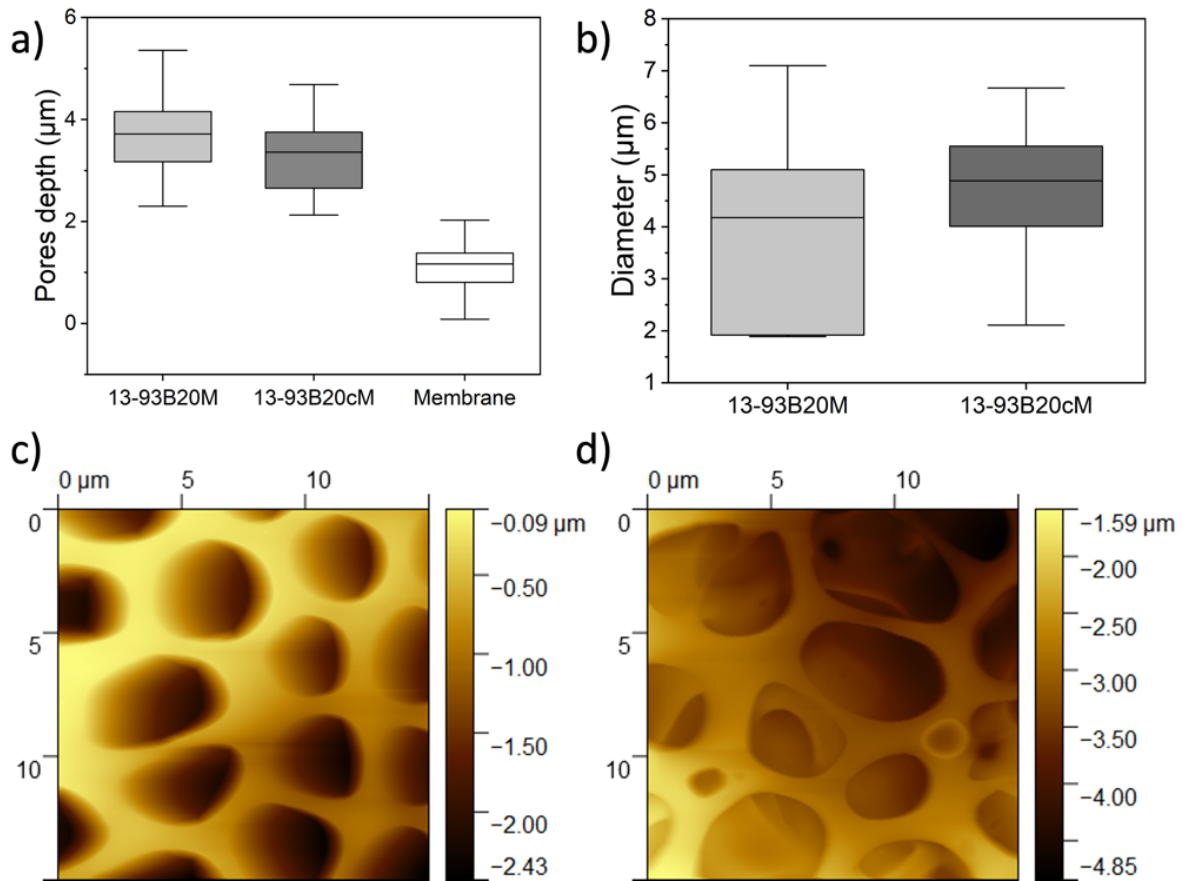 a)
Pores depth (µm)
6
4
2
0
13-93B20M 13-93B20cM Membrane
b)
Diameter (µm)
8
7
6
5
4
3
2
1
13-93B20M 13-93B20cM
c)
0 µm 5 10
0
5
10
−0.09 µm
−0.50
−1.00
−1.50
−2.00
−2.43
d)
0 µm 5 10
0
5
10
−1.59 µm
−2.00
−2.50
−3.00
−3.50
−4.00
−4.85